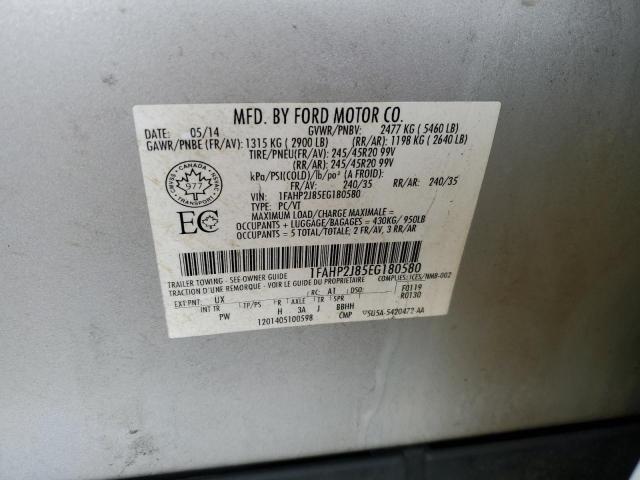 MFD. BY FORD MOTOR CO.
DATE: 05/14 GVWR/PNBV: 2477 KG ( 5460 LB)
GAWR/PNBE (FR/AV): 1315 KG ( 2900 LB) (RR/AR): 1198 KG ( 2640 LB)
TIRE/PNEU(FR/AV): 245/45R20 99V
(RR/AR): 245/45R20 99V
kPa/PSI(COLD)/lb/po² (A FROID):
FR/AV: 240/35 RR/AR: 240/35
VIN: 1FAHP2J85EG180580
TYPE: PC/VT
MAXIMUM LOAD/CHARGE MAXIMALE =
OCCUPANTS + LUGGAGE/BAGAGES = 430KG/ 950LB
OCCUPANTS = 5 TOTAL/TOTALE, 2 FR/AV, 3 RR/AR
CANADA
CMVSS
NSVAC
977
EC
1FAHP2J85EG180580
TRAILER TOWING - SEE OWNER GUIDE COMPLIES: ICES/NMB-002
TRACTION D'UNE REMORQUE - VOIR LE GUIDE DU PROPRIETAIRE
EXT PNT: UX RC: AT DSO: F0119
INT TR TP/PS R AXLE TR SPR R0130
PW H 3A J BBHH
1201405100598 CMP 5U5A-5420472-AA